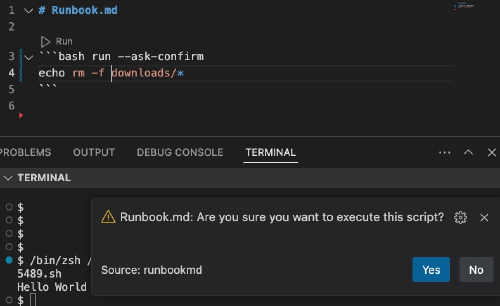 1 # Runbook.md
2
Run
3 ```bash run --ask-confirm
4 echo rm -f downloads/*
5 ```
6
PROBLEMS OUTPUT DEBUG CONSOLE TERMINAL ...
TERMINAL
$
$
$
$
$ /bin/zsh /
5489.sh
Hello World
$
Runbook.md: Are you sure you want to execute this script?
Source: runbookmd
Yes No